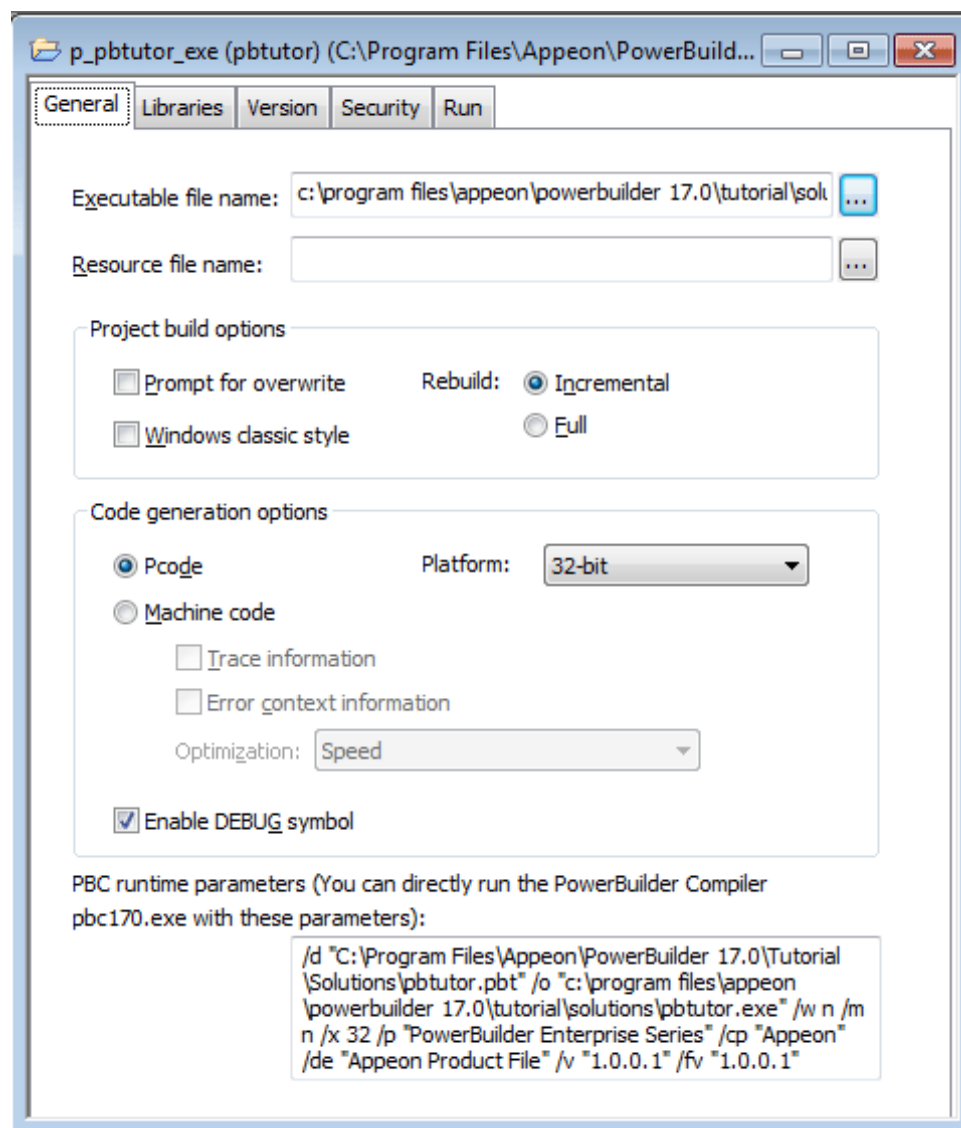 p_pbtutor_exe (pbtutor) (C:\Program Files\Appeon\PowerBuild...
General Libraries Version Security Run
Executable file name: c:\program files\appeon\powerbuilder 17.0\tutorial\solu ...
Resource file name: ...
Project build options
Prompt for overwrite Rebuild: Incremental
Windows classic style Full
Code generation options
Pcode Platform: 32-bit
Machine code
Trace information
Error context information
Optimization: Speed
Enable DEBUG symbol
PBC runtime parameters (You can directly run the PowerBuilder Compiler
pbc170.exe with these parameters):
/d "C:\Program Files\Appeon\PowerBuilder 17.0\Tutorial
\Solutions\pbtutor.pbt" /o "c:\program files\appeon
\powerbuilder 17.0\tutorial\solutions\pbtutor.exe" /w n /m
n /x 32 /p "PowerBuilder Enterprise Series" /cp "Appeon"
/de "Appeon Product File" /v "1.0.0.1" /fv "1.0.0.1"